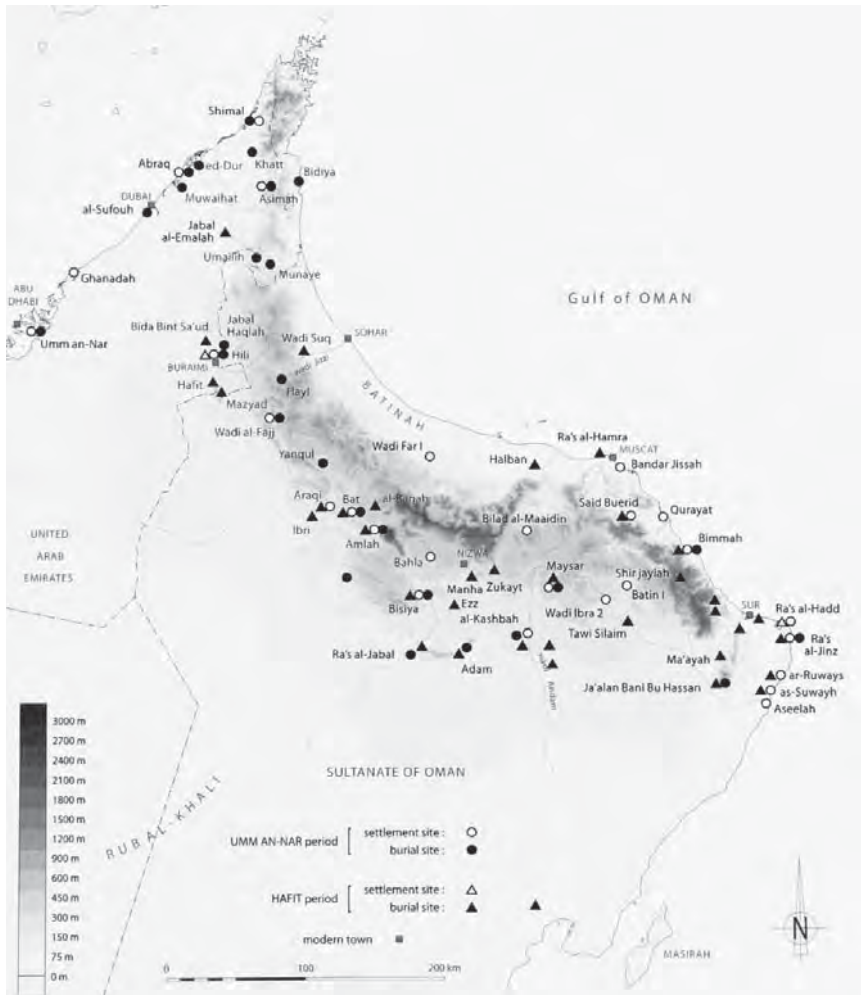 Shimal
Abraq
ed-Dur
Khatt
Bidiya
DUBAI
Muwaihat
Asimah
al-Sufouh
Jabal
al-Emalah
Umailih
Munaye
Ghanadah
ABU
DHABI
Gulf of OMAN
Bida Bint Sa'ud
Jabal
Haqlah
Wadi Suq
SOHAR
Umm an-Nar
Hili
BURAIMI
Wadi Jizi
Hafit
Mazyad
BATINAH
Wadi al-Fajj
Yanqul
Wadi Far I
Halban
Ra's al-Hamra
MUSCAT
Bandar Jissah
Araqi
Bat
al-Banah
Said Buerid
Qurayat
Ibri
Amlah
Bilad al-Maaidin
Bimmah
UNITED
ARAB
EMIRATES
Bahla
NIZWA
Zukayt
Maysar
Shir jaylah
Manha
Batin I
Bisiya
Ezz
al-Kashbah
Wadi Ibra 2
SUR
Ra's al-Hadd
Tawi Silaim
Ra's
al-Jinz
Ra's al-Jabal
Adam
Wadi Andam
Ma'ayah
ar-Ruways
Ja'alan Bani Bu Hassan
as-Suwayh
Aseelah
3000 m
2700 m
2400 m
2100 m
1800 m
1500 m
1200 m
900 m
600 m
450 m
300 m
150 m
75 m
0 m
RUB AL-KHALI
SULTANATE OF OMAN
UMM AN-NAR period
settlement site :
burial site :
HAFIT period
settlement site :
burial site :
modern town
0 100 200 km
N
MASIRAH